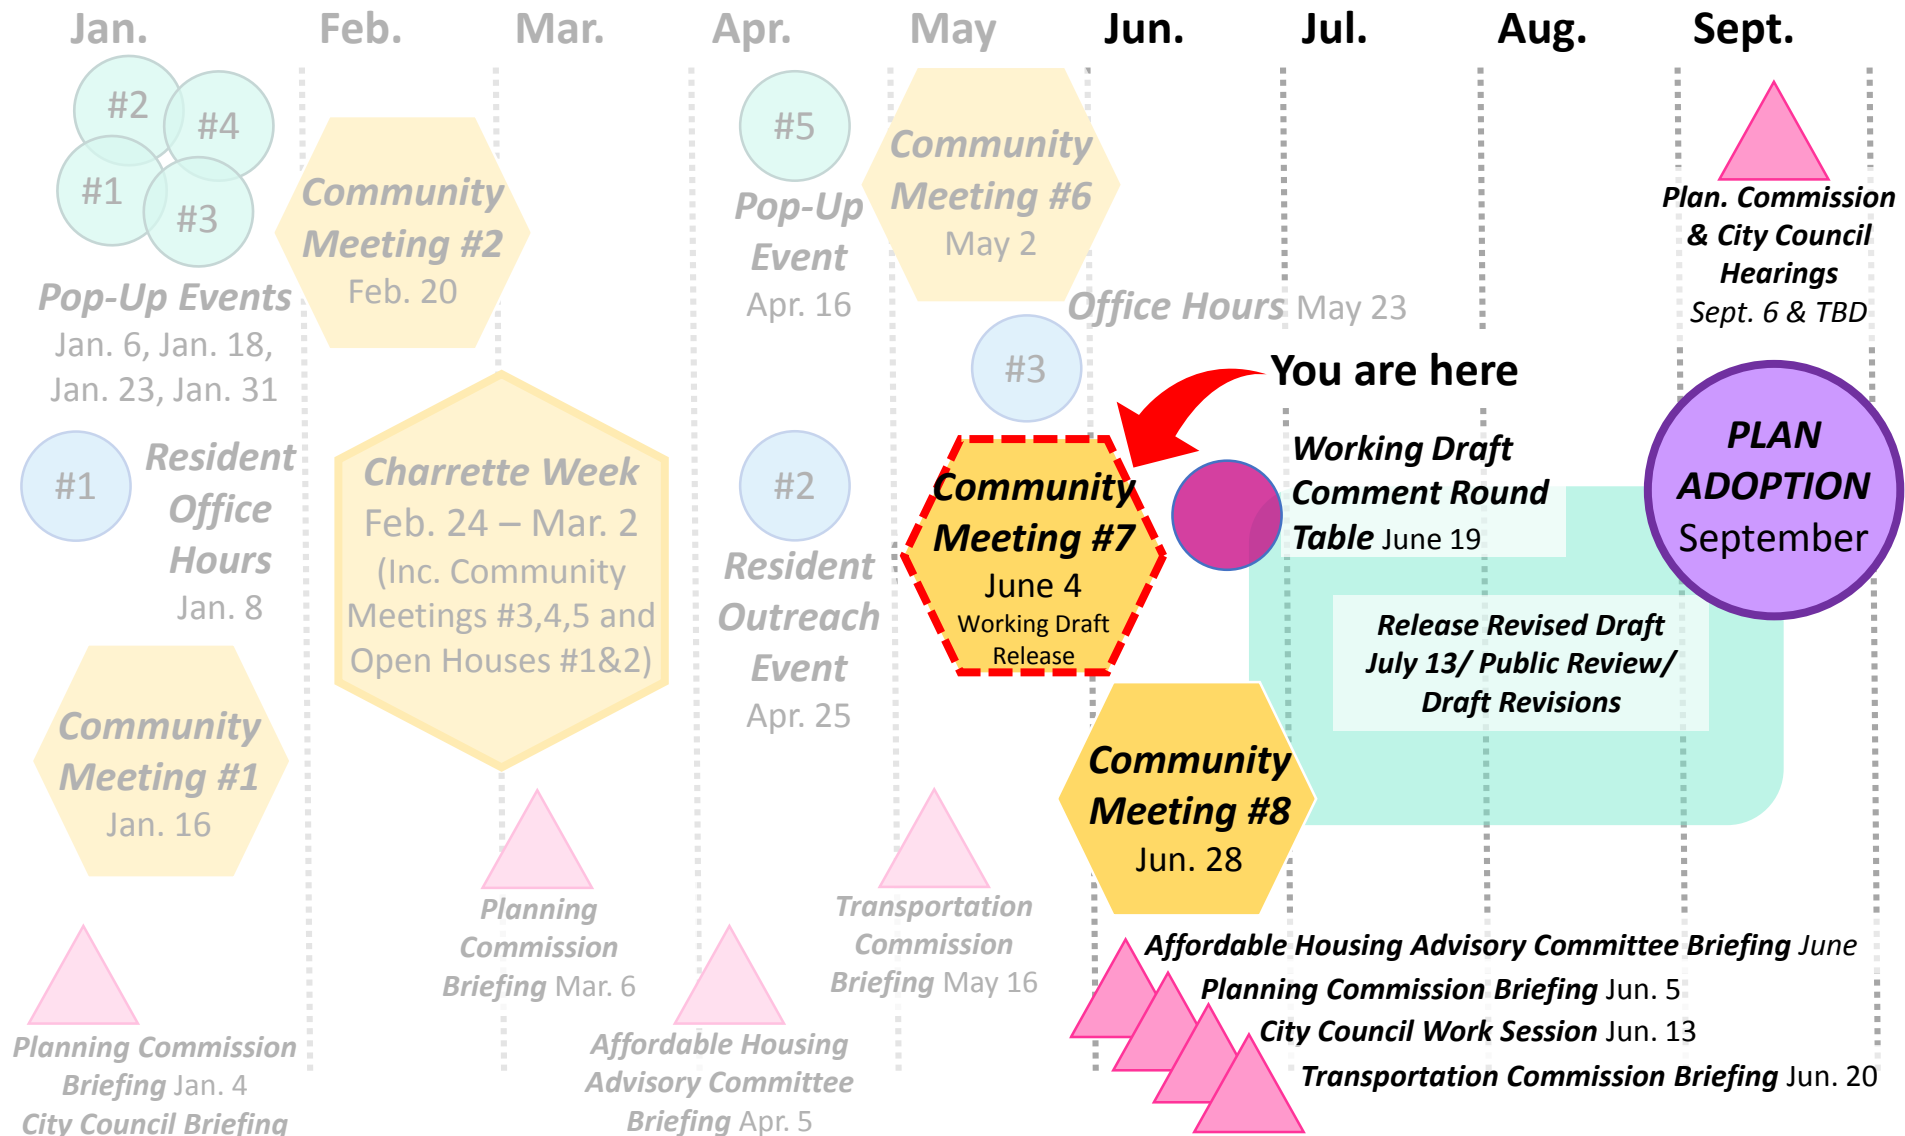 Jan.
Feb.
Mar.
Apr.
May
Jun.
Jul.
Aug.
Sept.
#2
#4
#1
#3
Pop-Up Events
Jan. 6, Jan. 18,
Jan. 23, Jan. 31
#1
Resident
Office
Hours
Jan. 8
Community
Meeting #1
Jan. 16
Planning Commission
Briefing Jan. 4
City Council Briefing
Community
Meeting #2
Feb. 20
Charrette Week
Feb. 24 – Mar. 2
(Inc. Community
Meetings #3,4,5 and
Open Houses #1&2)
Planning
Commission
Briefing Mar. 6
#5
Pop-Up
Event
Apr. 16
#2
Resident
Outreach
Event
Apr. 25
Affordable Housing
Advisory Committee
Briefing Apr. 5
Community
Meeting #6
May 2
Office Hours May 23
#3
You are here
Community
Meeting #7
June 4
Working Draft
Release
Transportation
Commission
Briefing May 16
Working Draft
Comment Round
Table June 19
Release Revised Draft
July 13/ Public Review/
Draft Revisions
Community
Meeting #8
Jun. 28
Affordable Housing Advisory Committee Briefing June
Planning Commission Briefing Jun. 5
City Council Work Session Jun. 13
Transportation Commission Briefing Jun. 20
Plan. Commission
& City Council
Hearings
Sept. 6 & TBD
PLAN
ADOPTION
September